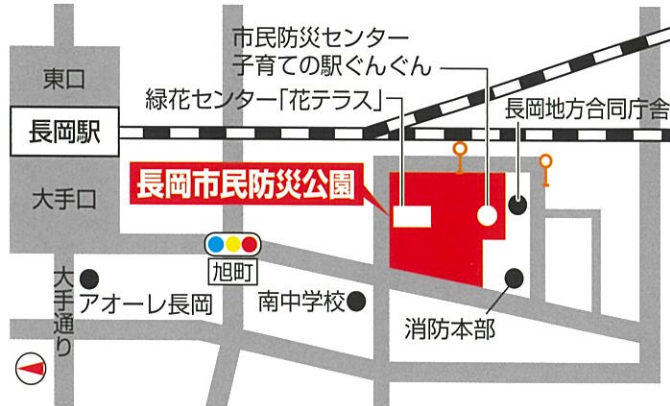 市民防災センター
子育ての駅ぐんぐん
東口
緑花センター「花テラス」
長岡地方合同庁舎
長岡駅
長岡市民防災公園
大手口
旭町
大手通り
アオーレ長岡
南中学校
消防本部